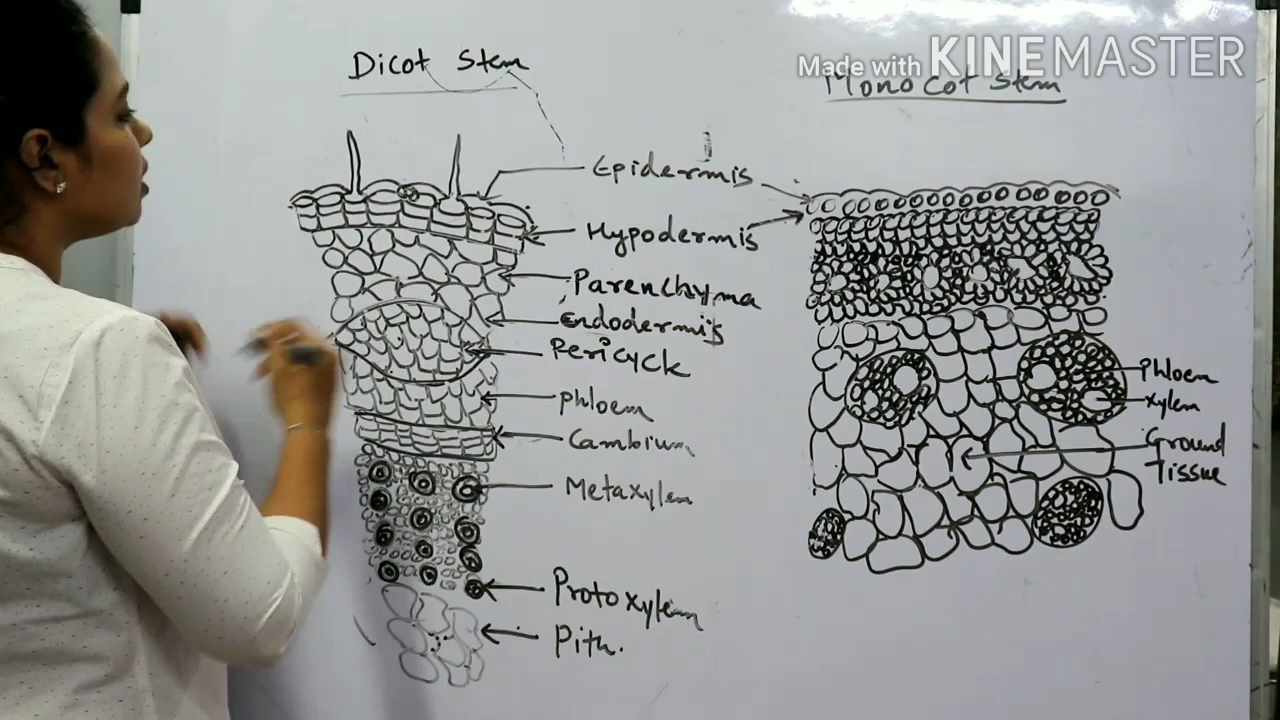 Dicot Stem
Made with KINEMASTER
Monocot Stem
Epidermis
Hypodermis
Parenchyma
Endodermis
Pericyck
Phloem
Cambium
Metaxylem
Protoxylem
Pith.
Phloem
xylem
Ground
Tissue